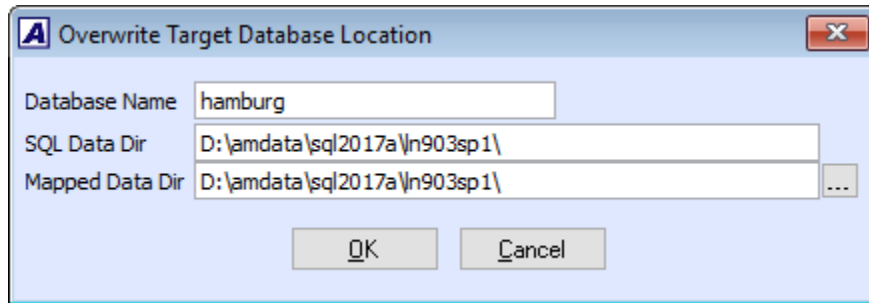 A Overwrite Target Database Location
Database Name hamburg
SQL Data Dir D:\amdata\sql2017a\ln903sp1\
Mapped Data Dir D:\amdata\sql2017a\ln903sp1\ ...
OK Cancel